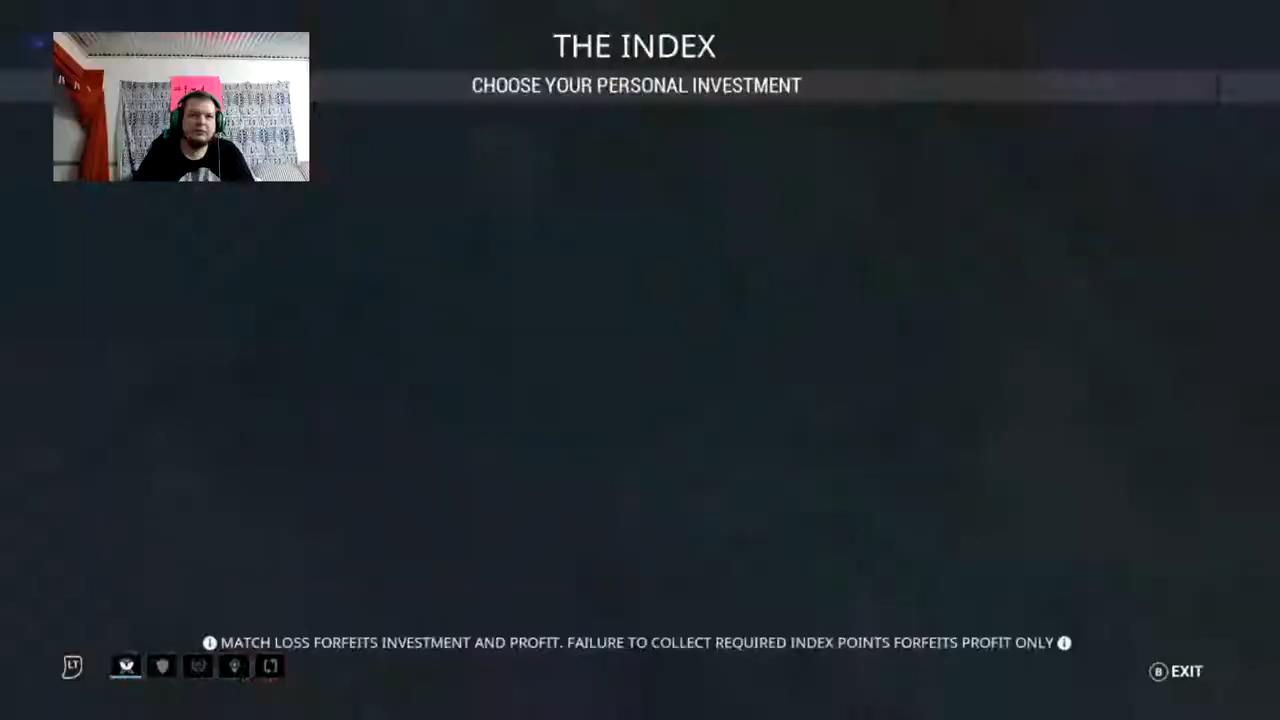 THE INDEX
CHOOSE YOUR PERSONAL INVESTMENT
MATCH LOSS FORFEITS INVESTMENT AND PROFIT. FAILURE TO COLLECT REQUIRED INDEX POINTS FORFEITS PROFIT ONLY
LT
B EXIT